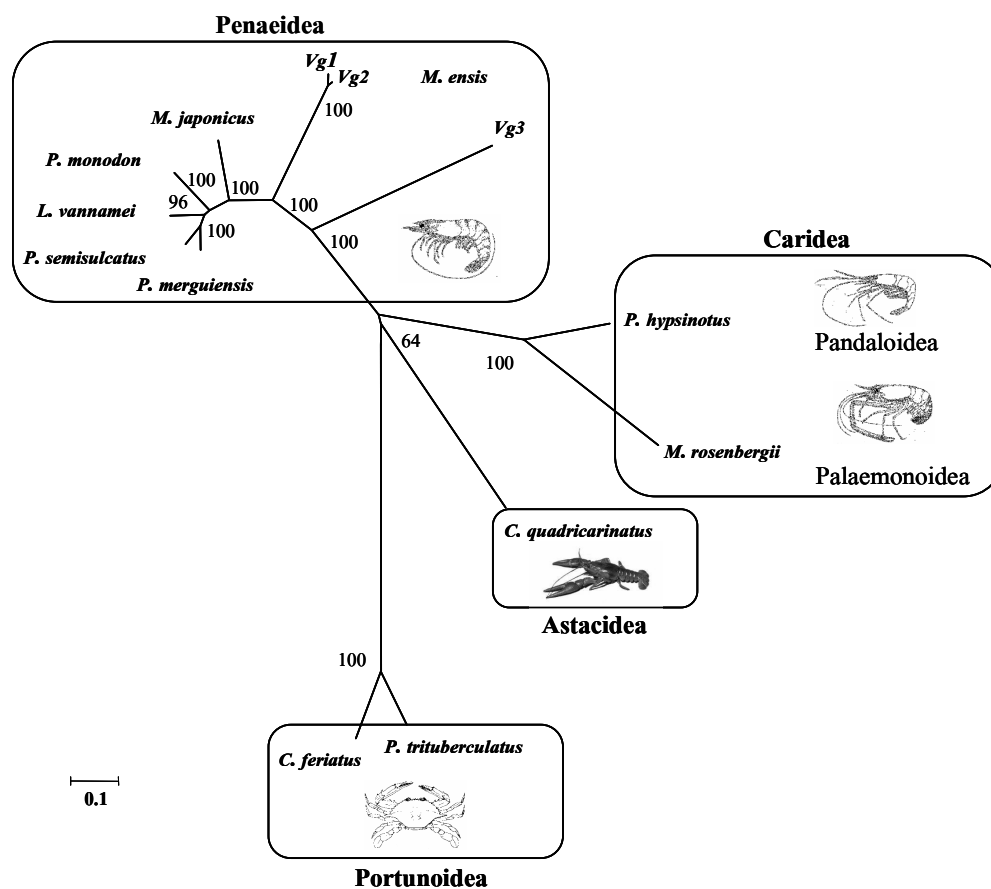 Penaeidea
Vg1
Vg2
M. ensis
100
Vg3
M. japonicus
P. monodon
100
100
96
L. vannamei
100
100
100
P. semisulcatus
P. merguiensis
Caridea
P. hypsinotus
Pandaloidea
64
100
M. rosenbergii
Palaemonoidea
C. quadricarinatus
Astacidea
100
P. trituberculatus
C. feriatus
0.1
Portunoidea